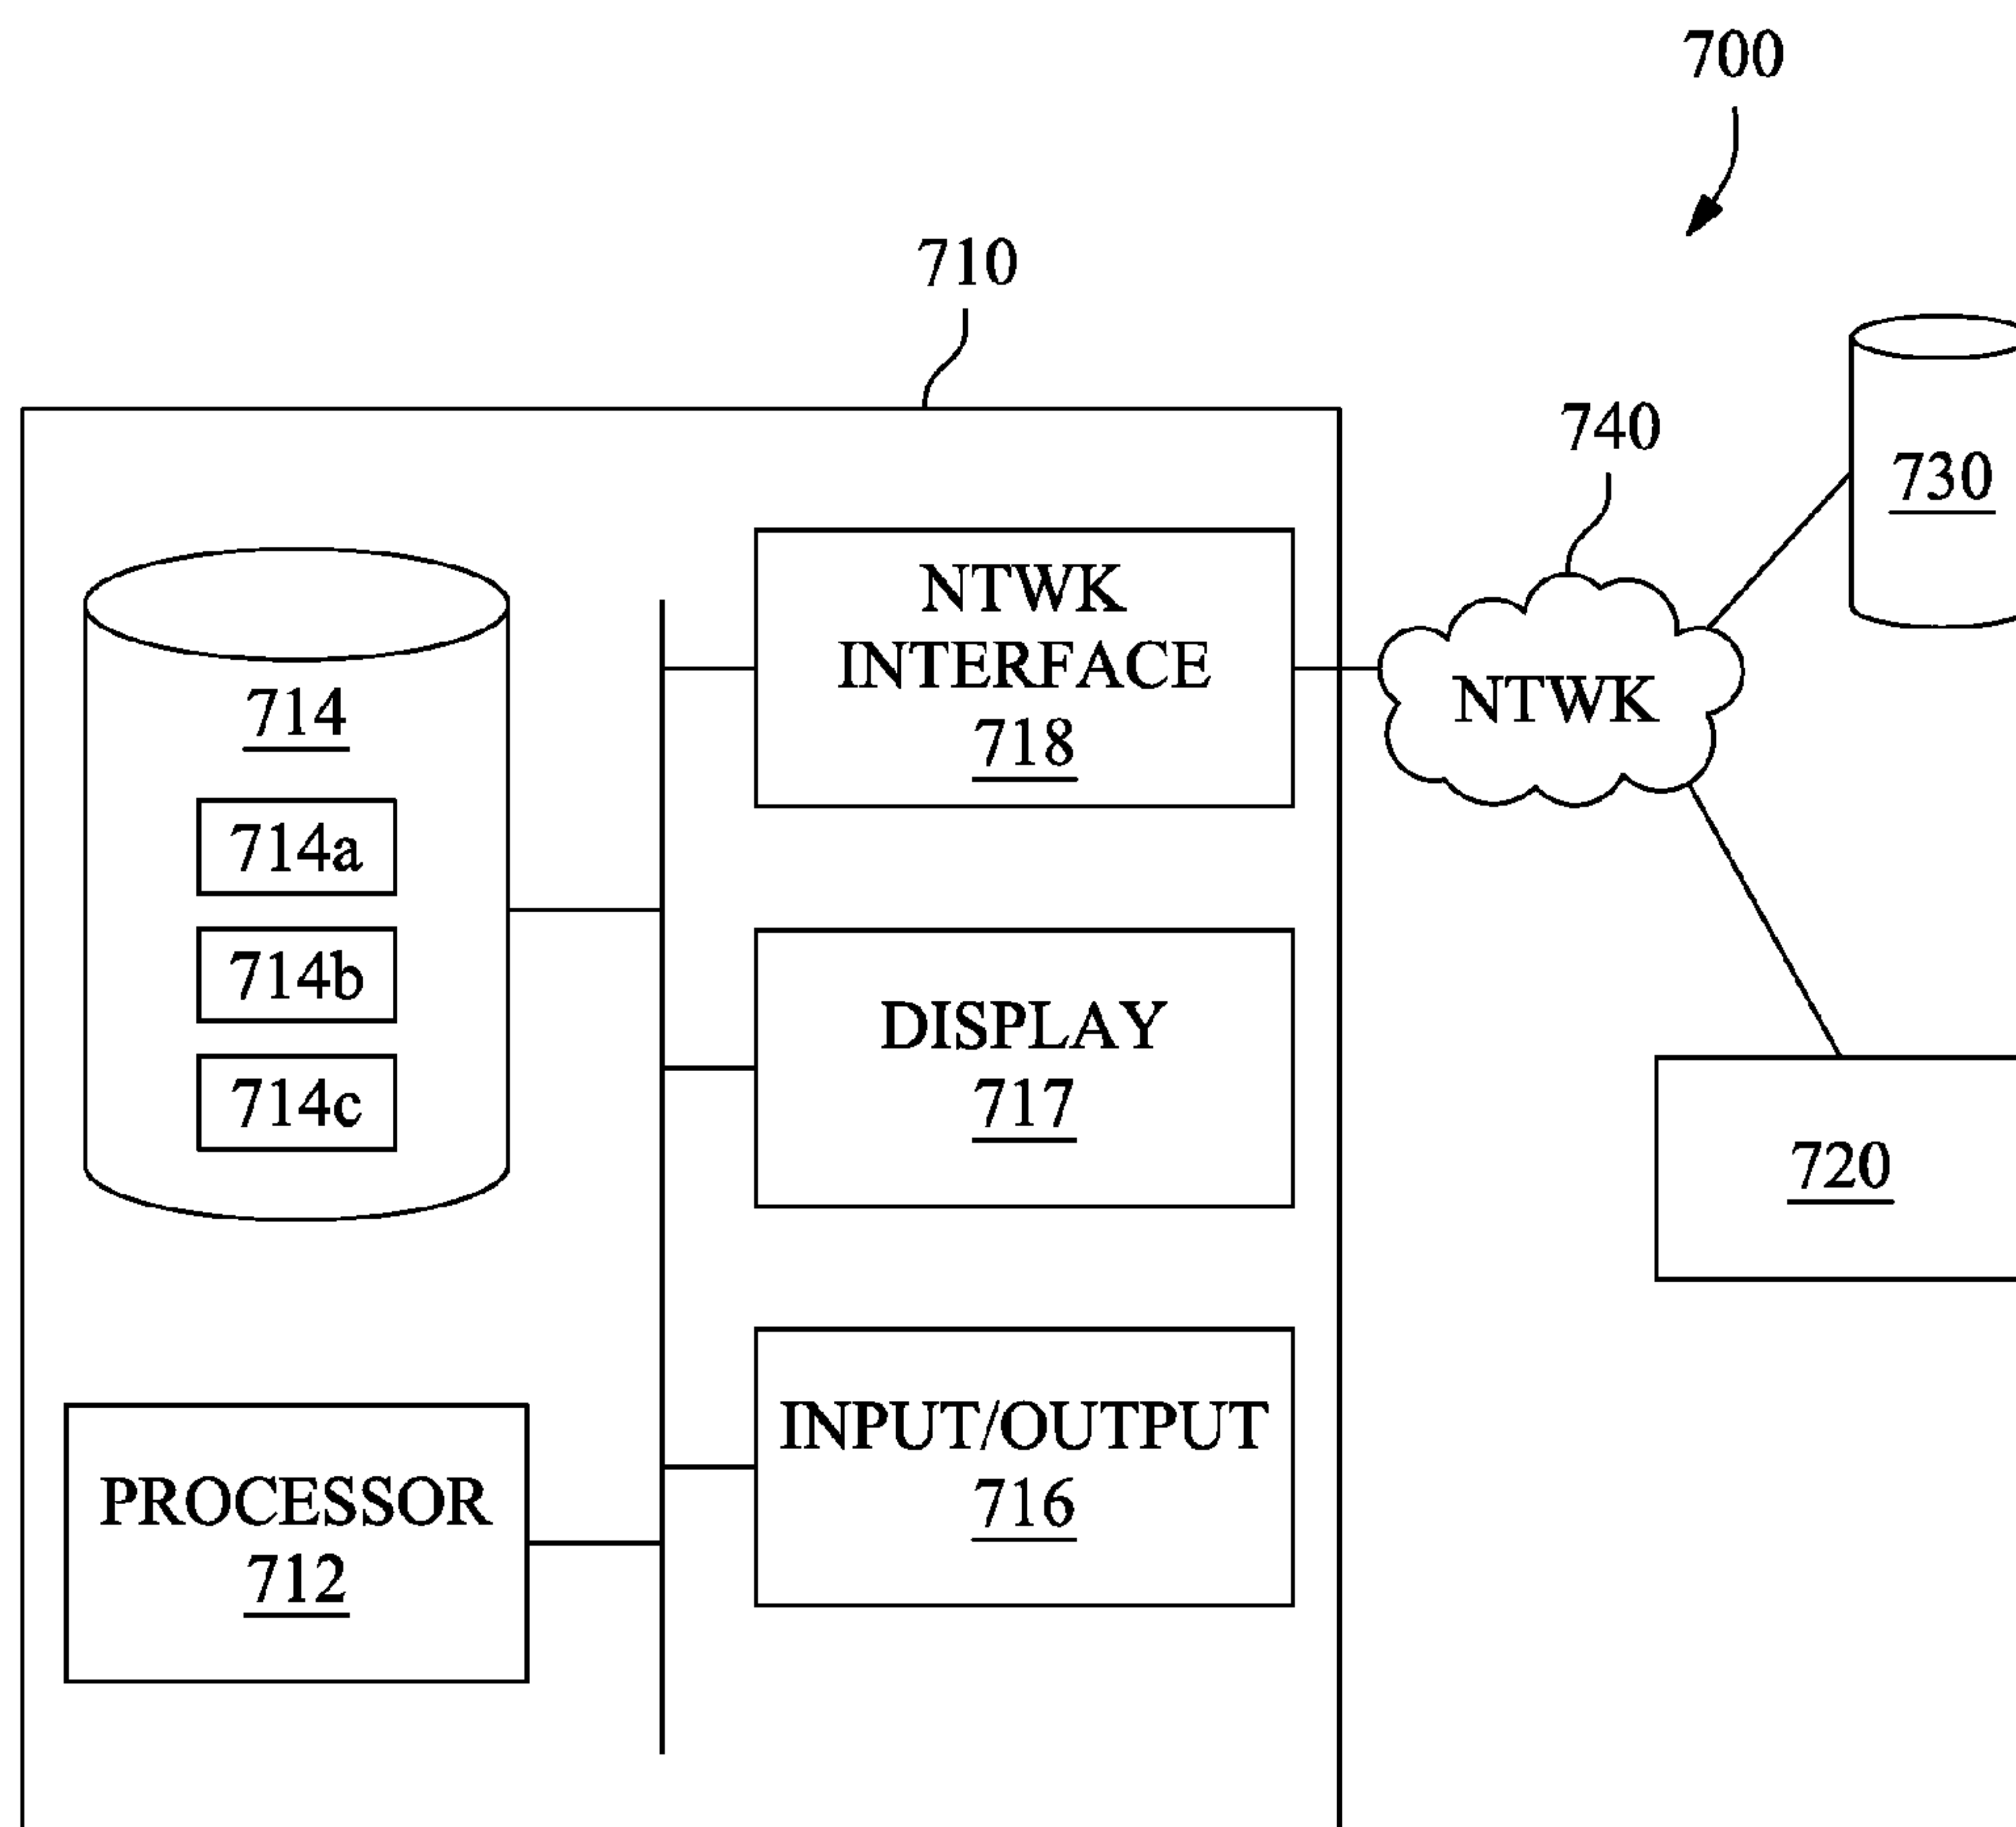 700
710
740
730
NTWK
INTERFACE
718
NTWK
714
714a
714b
714c
DISPLAY
717
720
INPUT/OUTPUT
716
PROCESSOR
712